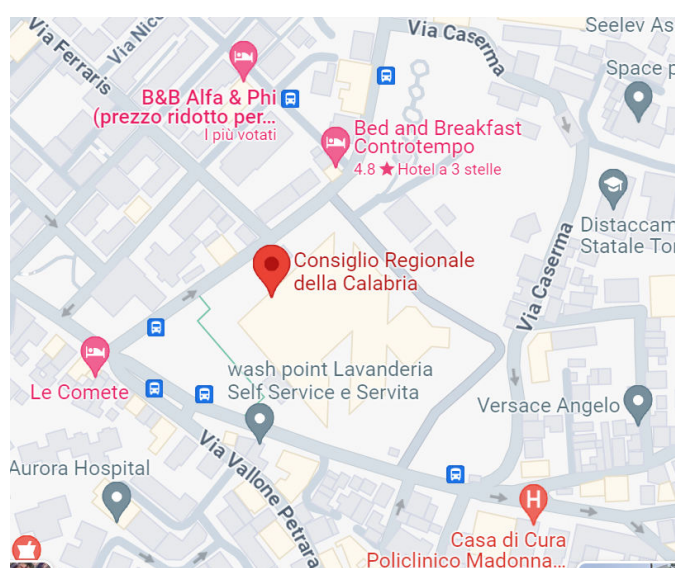 Via Ferraris
Via Nico
Via Caserma
Seelev As
Space p
B&B Alfa & Phi
(prezzo ridotto per...
I più votati
Bed and Breakfast
Controtempo
4.8 ★ Hotel a 3 stelle
Distaccam
Statale Tor
Consiglio Regionale
della Calabria
Via Caserma
wash point Lavanderia
Self Service e Servita
Le Comete
Versace Angelo
Via Vallone Petrara
Aurora Hospital
H
Casa di Cura
Policlinico Madonna...